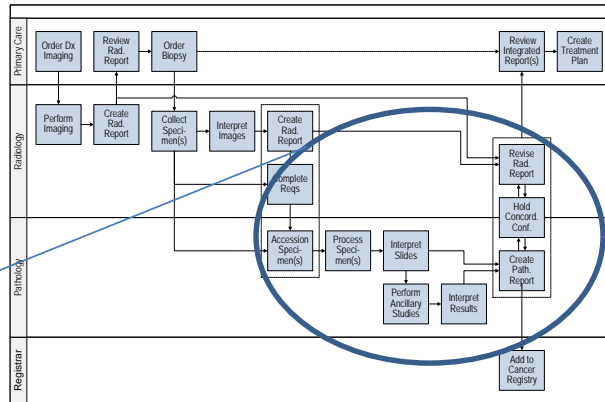 Primary Care
Order Dx
Imaging
Review
Rad.
Report
Order
Biopsy
Review
Integrated
Report(s)
Create
Treatment
Plan
Radiology
Perform
Imaging
Create
Rad.
Report
Collect
Speci-
men(s)
Interpret
Images
Create
Rad.
Report
Revise
Rad.
Report
Complete
Reqs
Hold
Concord.
Conf.
Pathology
Accession
Speci-
men(s)
Process
Speci-
men(s)
Interpret
Slides
Create
Path.
Report
Perform
Ancillary
Studies
Interpret
Results
Registrar
Add to
Cancer
Registry